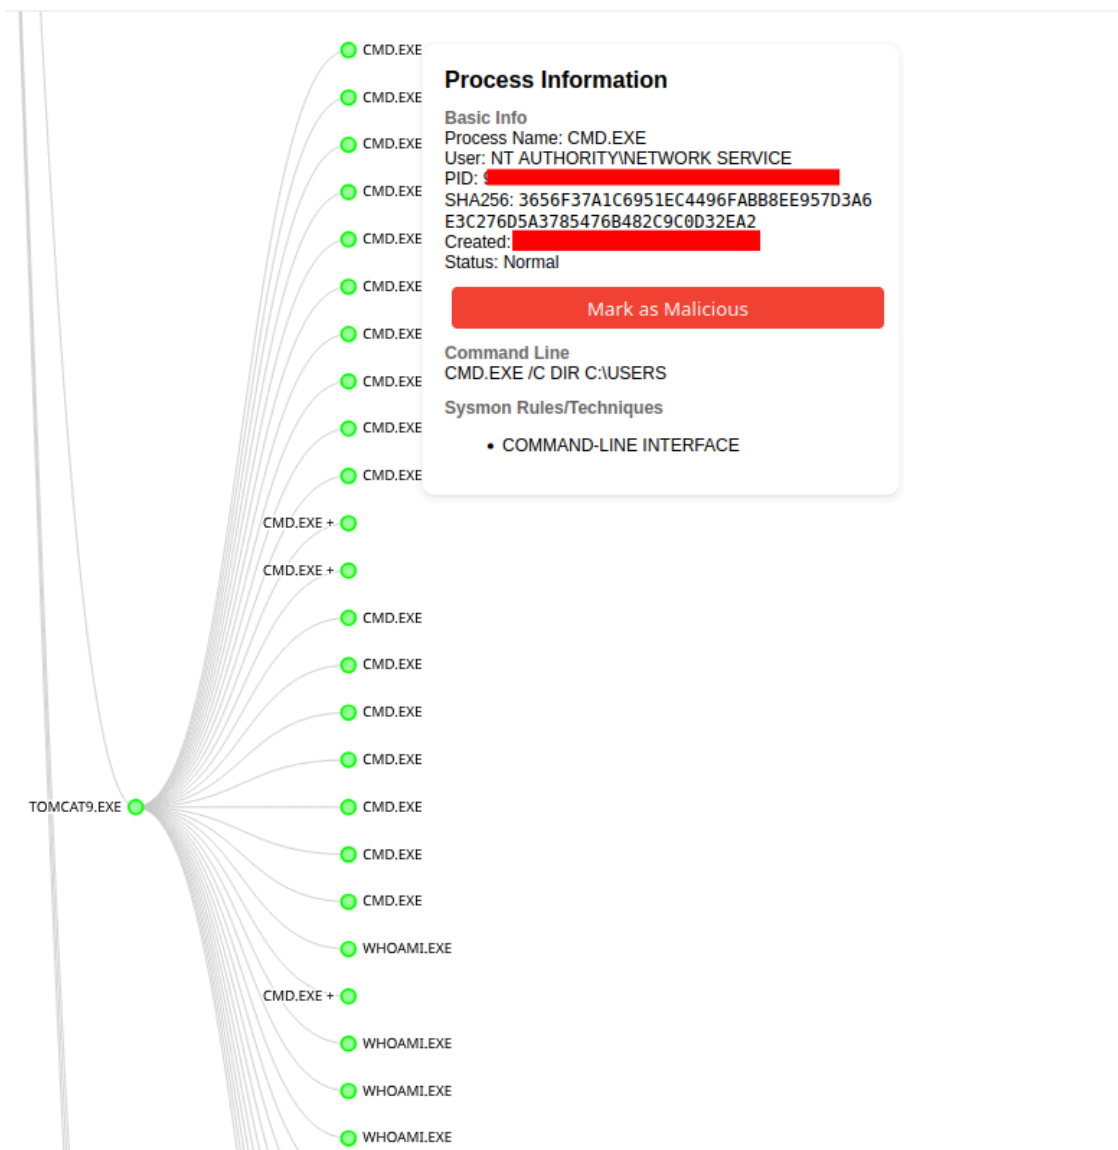 CMD.EXE
Process Information
Basic Info
CMD.EXE
Process Name: CMD.EXE
CMD.EXE
User: NT AUTHORITY\NETWORK SERVICE
PID:
CMD.EXE
SHA256: 3656F37A1C6951EC4496FABB8EE957D3A6
E3C276D5A3785476B482C9C0D32EA2
CMD.EXE
Created:
Status: Normal
CMD.EXE
Mark as Malicious
CMD.EXE
Command Line
CMD.EXE /C DIR C:\USERS
CMD.EXE
Sysmon Rules/Techniques
CMD.EXE
• COMMAND-LINE INTERFACE
CMD.EXE
CMD.EXE +
CMD.EXE +
CMD.EXE
CMD.EXE
CMD.EXE
CMD.EXE
TOMCAT9.EXE
CMD.EXE
CMD.EXE
CMD.EXE
WHOAMI.EXE
CMD.EXE +
WHOAMI.EXE
WHOAMI.EXE
WHOAMI.EXE